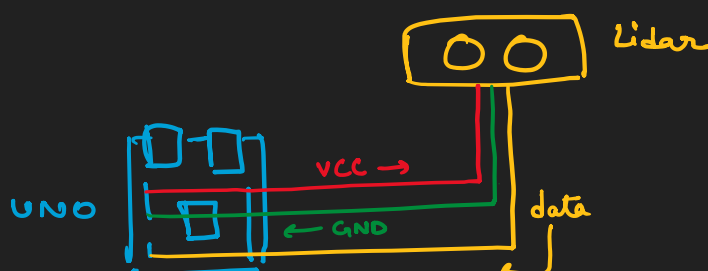 Lidar
VCC →
UNO
data
← GND